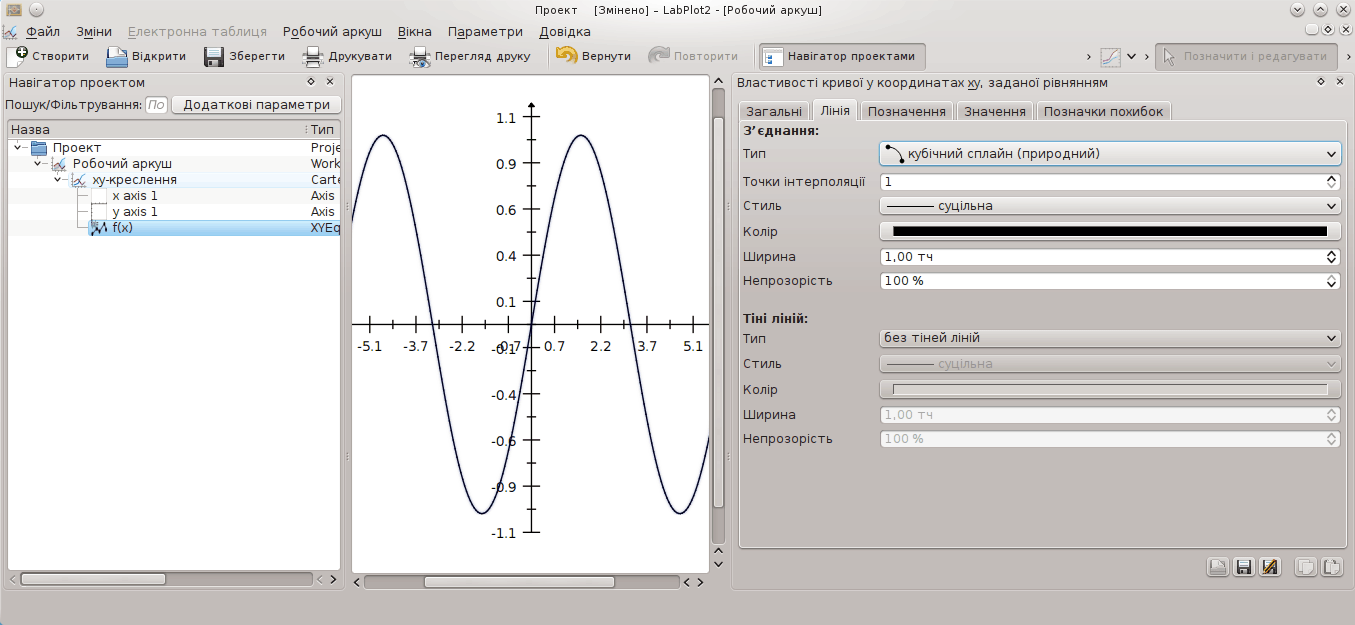 Проект    [Змінено] – LabPlot2 - [Робочий аркуш]
Файл Зміни Електронна таблиця Робочий аркуш Вікна Параметри Довідка
Створити Відкрити Зберегти Друкувати Перегляд друку Вернути Повторити Навігатор проектами Позначити і редагувати
Навігатор проектом
Пошук/Фільтрування: По Додаткові параметри
Назва Тип
Проект Proje
Робочий аркуш Work
xy-креслення Carte
x axis 1 Axis
y axis 1 Axis
f(x) XYEq
1.1
0.9
0.6
0.4
0.1
-5.1 -3.7 -2.2 -0.7 0.7 2.2 3.7 5.1
-0.1
-0.4
-0.6
-0.9
-1.1
Властивості кривої у координатах xy, заданої рівнянням
Загальні Лінія Позначення Значення Позначки похибок
З’єднання:
Тип кубічний сплайн (природний)
Точки інтерполяції 1
Стиль суцільна
Колір
Ширина 1,00 тч
Непрозорість 100 %
Тіні ліній:
Тип без тіней ліній
Стиль суцільна
Колір
Ширина 1,00 тч
Непрозорість 100 %